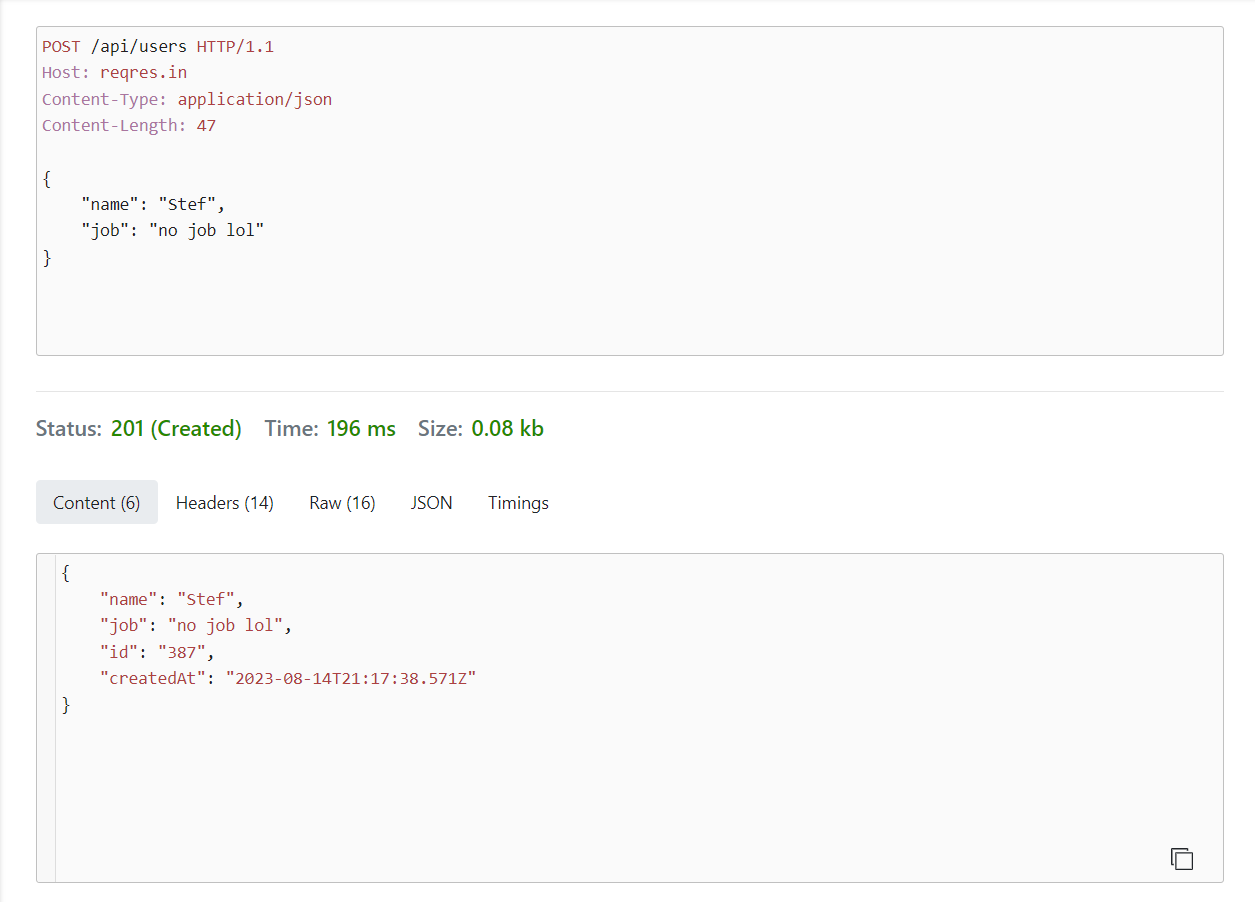 POST /api/users HTTP/1.1
Host: reqres.in
Content-Type: application/json
Content-Length: 47
{
    "name": "Stef",
    "job": "no job lol"
}
Status: 201 (Created) Time: 196 ms Size: 0.08 kb
Content (6) Headers (14) Raw (16) JSON Timings
{
    "name": "Stef",
    "job": "no job lol",
    "id": "387",
    "createdAt": "2023-08-14T21:17:38.571Z"
}